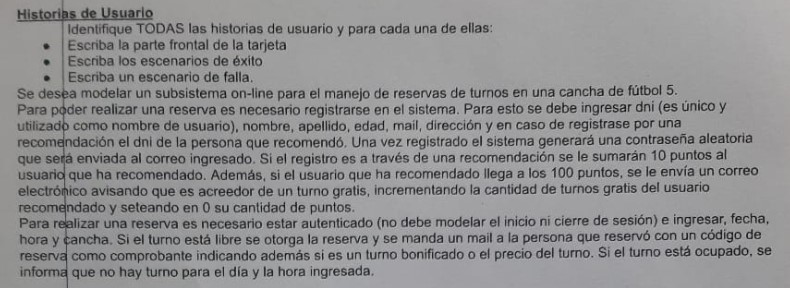 Historias de Usuario
Identifique TODAS las historias de usuario y para cada una de ellas:
• Escriba la parte frontal de la tarjeta
• Escriba los escenarios de éxito
• Escriba un escenario de falla.
Se desea modelar un subsistema on-line para el manejo de reservas de turnos en una cancha de fútbol 5.
Para poder realizar una reserva es necesario registrarse en el sistema. Para esto se debe ingresar dni (es único y
utilizado como nombre de usuario), nombre, apellido, edad, mail, dirección y en caso de registrase por una
recomendación el dni de la persona que recomendó. Una vez registrado el sistema generará una contraseña aleatoria
que será enviada al correo ingresado. Si el registro es a través de una recomendación se le sumarán 10 puntos al
usuario que ha recomendado. Además, si el usuario que ha recomendado llega a los 100 puntos, se le envía un correo
electrónico avisando que es acreedor de un turno gratis, incrementando la cantidad de turnos gratis del usuario
recomendado y seteando en 0 su cantidad de puntos.
Para realizar una reserva es necesario estar autenticado (no debe modelar el inicio ni cierre de sesión) e ingresar, fecha,
hora y cancha. Si el turno está libre se otorga la reserva y se manda un mail a la persona que reservó con un código de
reserva como comprobante indicando además si es un turno bonificado o el precio del turno. Si el turno está ocupado, se
informa que no hay turno para el día y la hora ingresada.